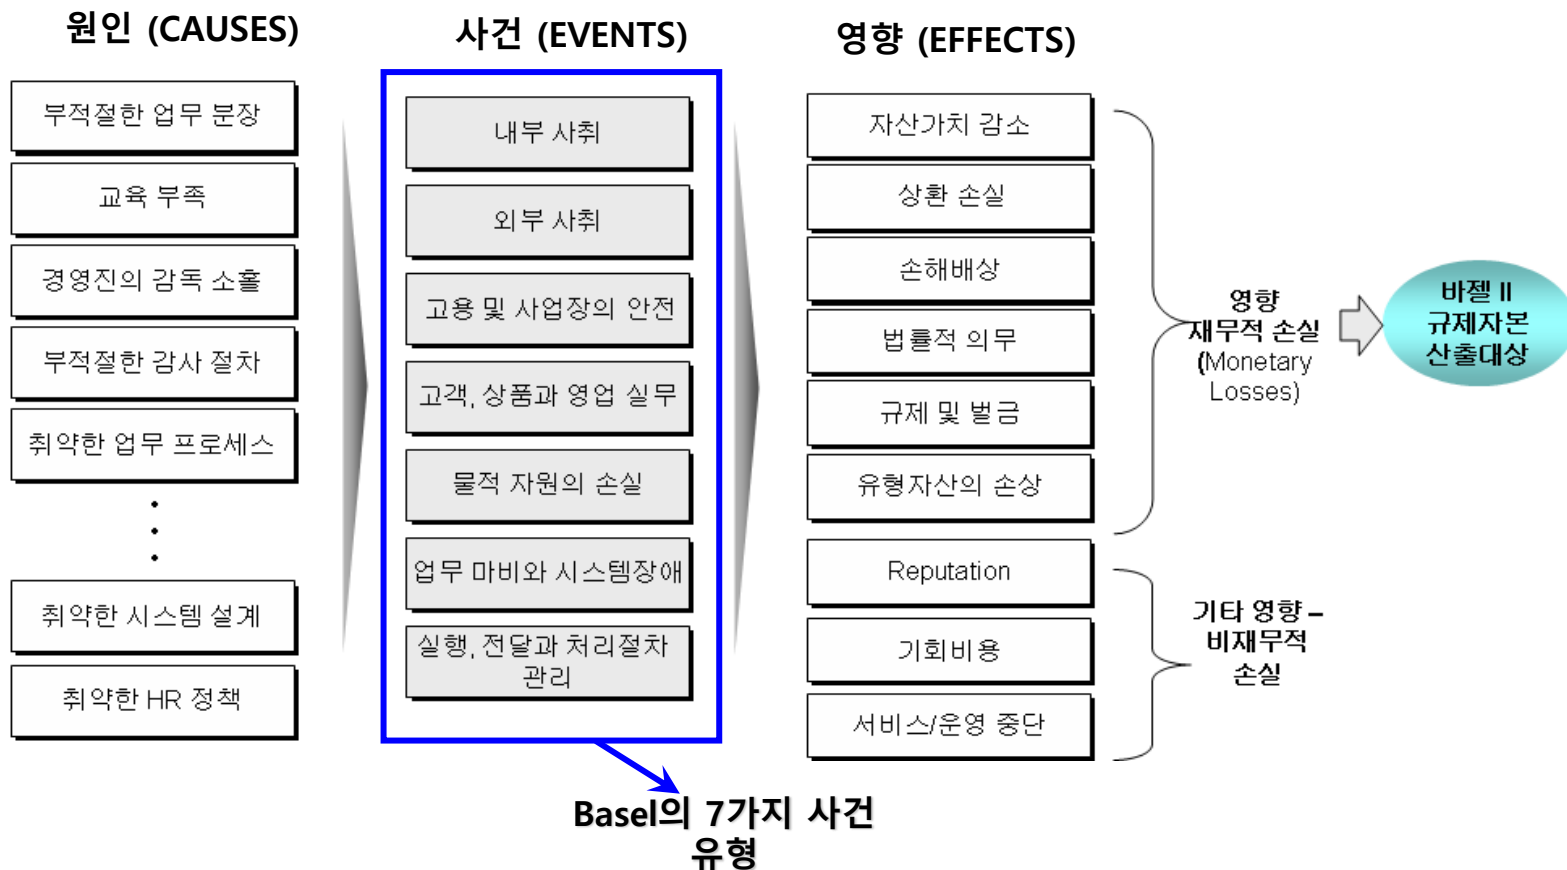 원인 (CAUSES)
사건 (EVENTS)
영향 (EFFECTS)
부적절한 업무 분장
교육 부족
경영진의 감독 소홀
부적절한 감사 절차
취약한 업무 프로세스
취약한 시스템 설계
취약한 HR 정책
내부 사취
외부 사취
고용 및 사업장의 안전
고객, 상품과 영업 실무
물적 자원의 손실
업무 마비와 시스템장애
실행, 전달과 처리절차
관리
Basel의 7가지 사건
유형
자산가치 감소
상환 손실
손해배상
법률적 의무
규제 및 벌금
유형자산의 손상
Reputation
기회비용
서비스/운영 중단
영향
재무적 손실
(Monetary
Losses)
기타 영향 –
비재무적
손실
바젤 II
규제자본
산출대상